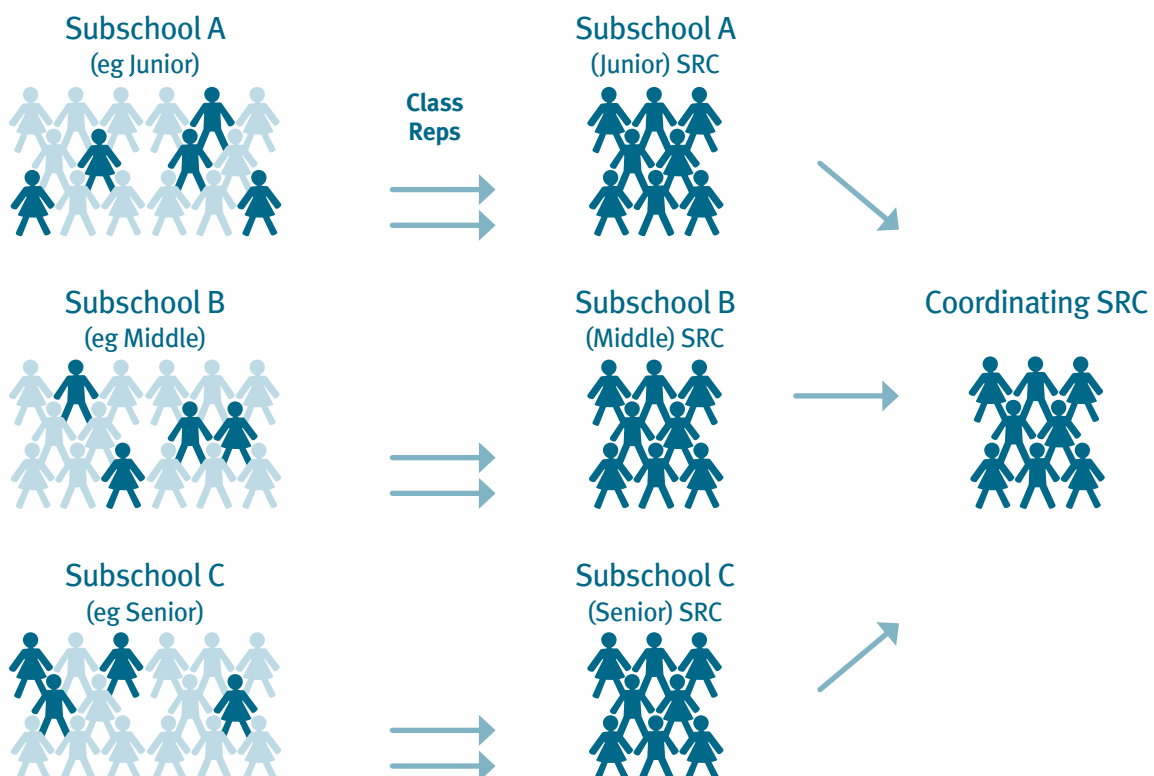 Subschool A
(eg Junior)
Class
Reps
Subschool A
(Junior) SRC
Subschool B
(eg Middle)
Subschool B
(Middle) SRC
Coordinating SRC
Subschool C
(eg Senior)
Subschool C
(Senior) SRC